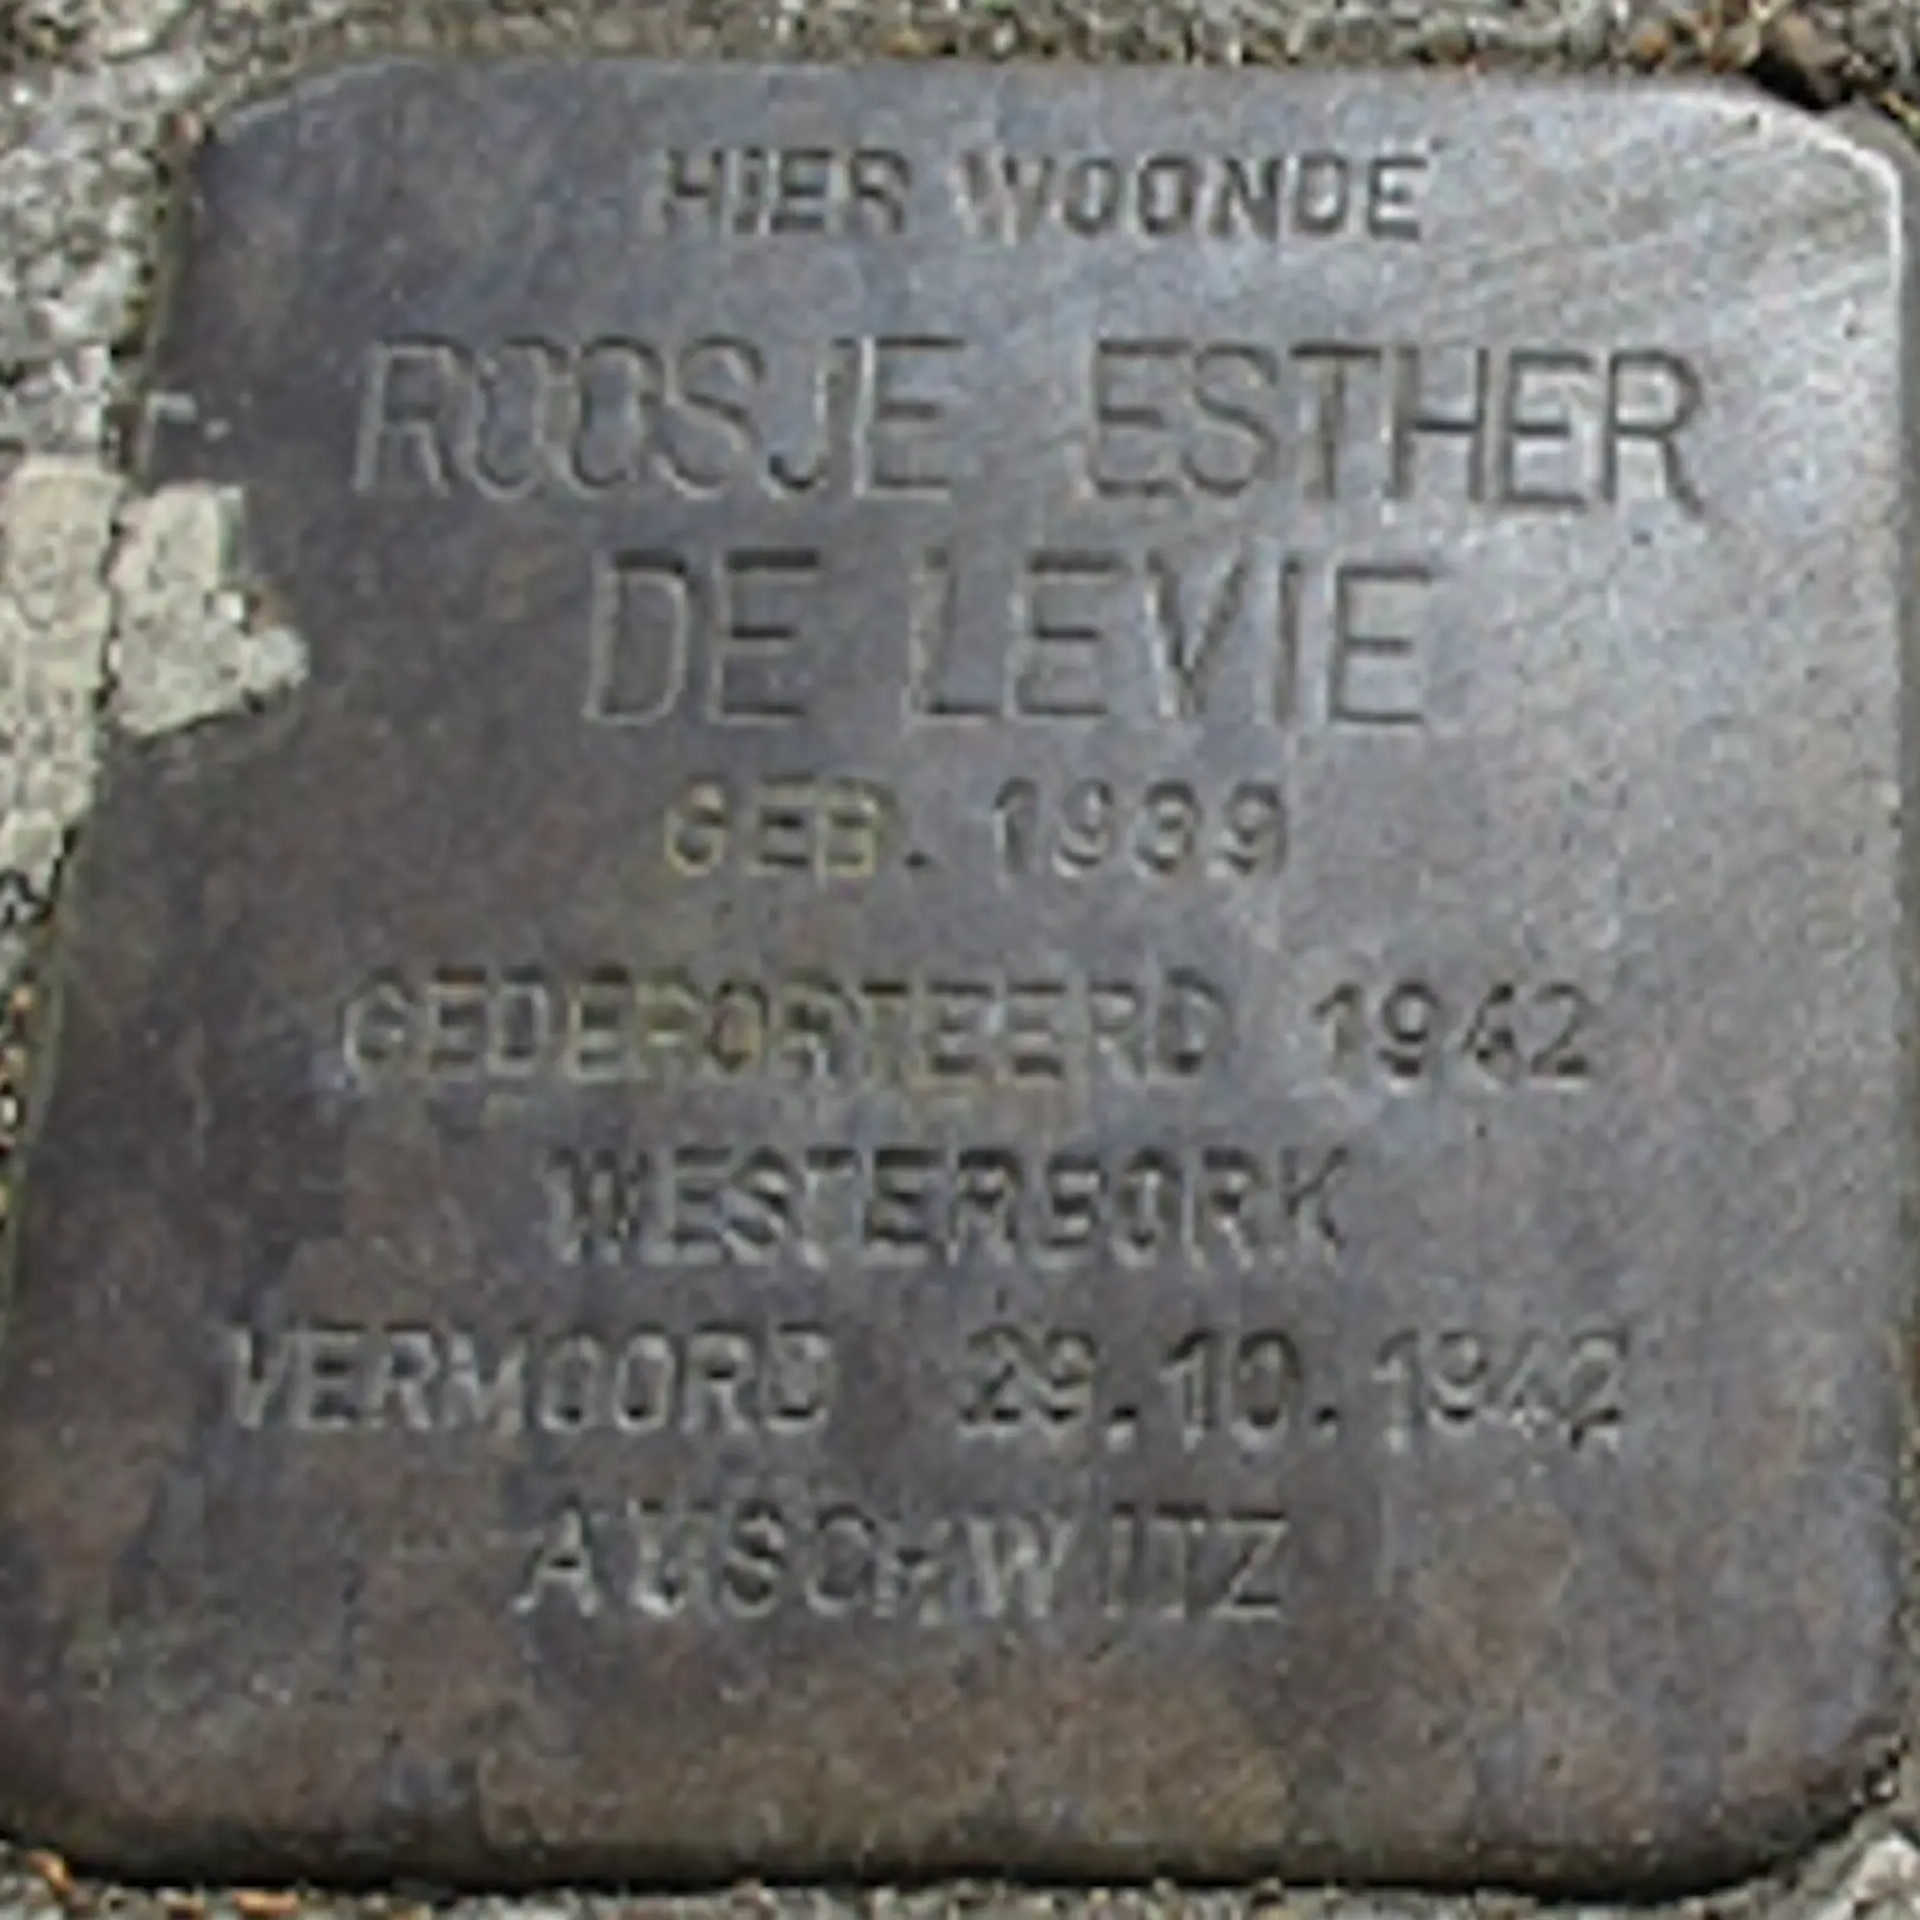 HIER WOONDE
ROOSJE ESTHER
DE LEVIE
GEB. 1939
GEDEPORTEERD 1942
WESTERBORK
VERMOORD 29.10.1942
AUSCHWITZ